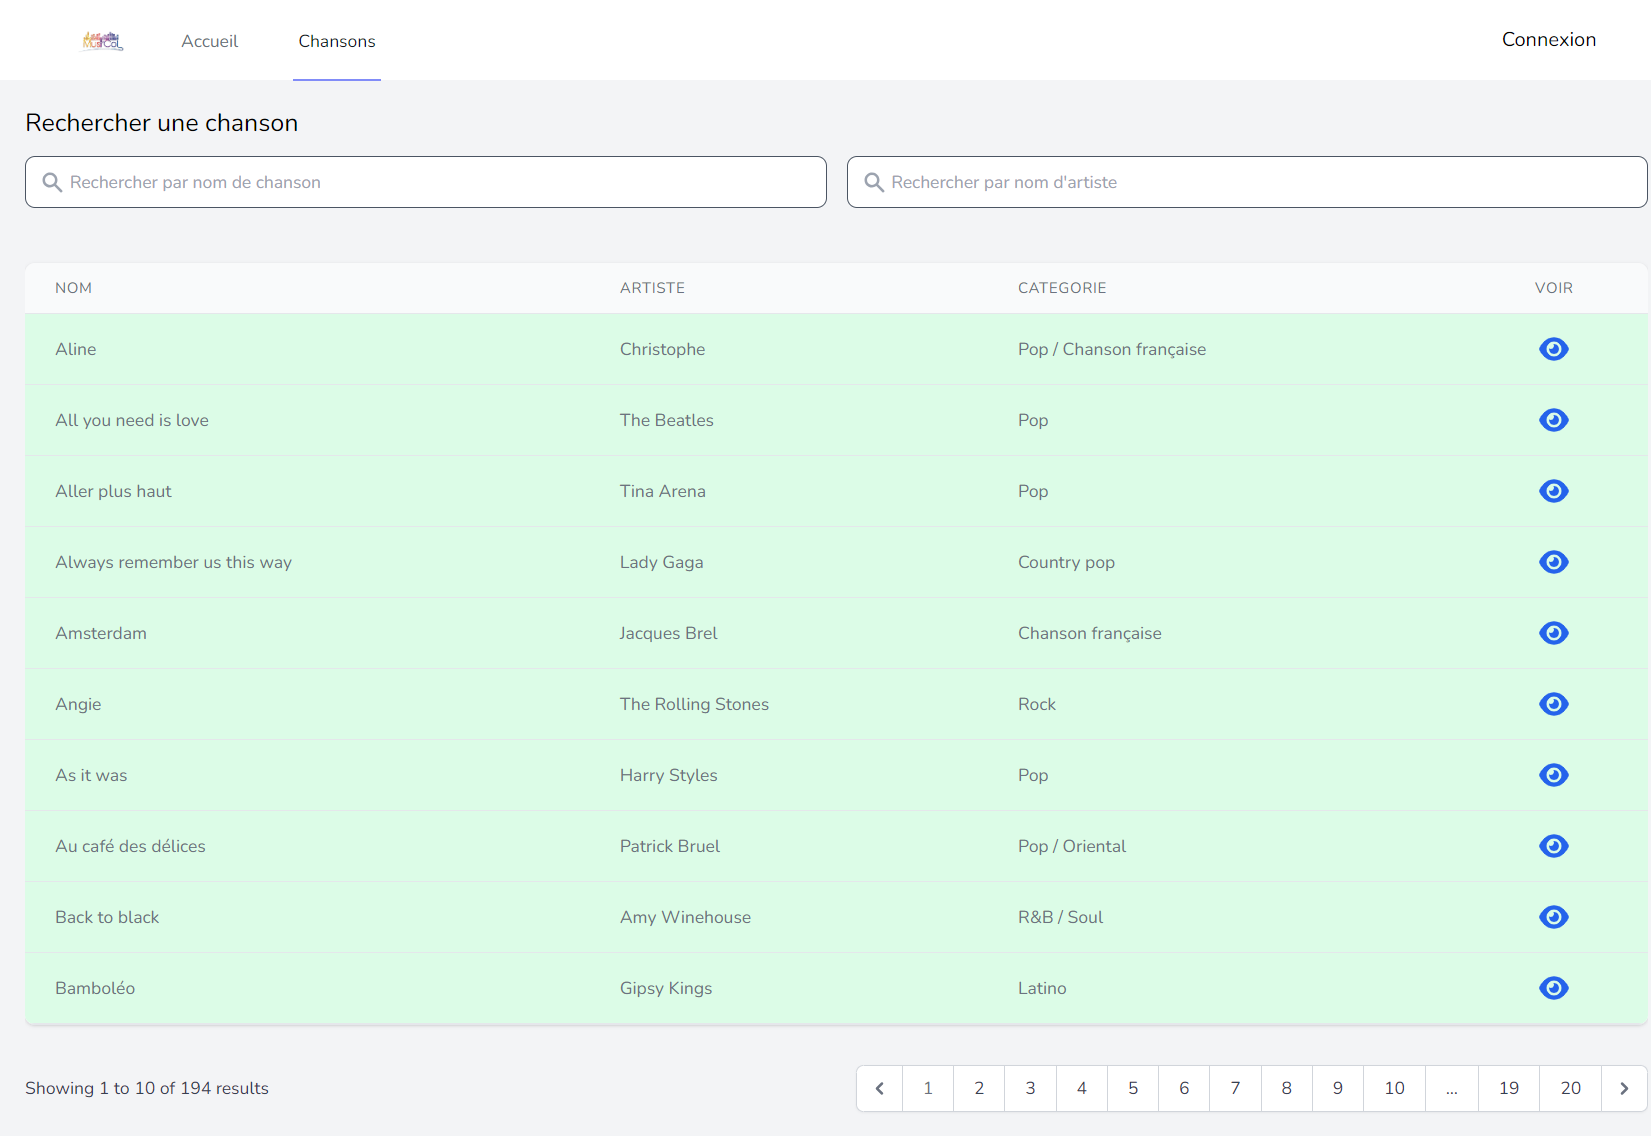 MusiCoL
Accueil
Chansons
Connexion
Rechercher une chanson
Rechercher par nom de chanson
Rechercher par nom d'artiste
NOM ARTISTE CATEGORIE VOIR
Aline Christophe Pop / Chanson française
All you need is love The Beatles Pop
Aller plus haut Tina Arena Pop
Always remember us this way Lady Gaga Country pop
Amsterdam Jacques Brel Chanson française
Angie The Rolling Stones Rock
As it was Harry Styles Pop
Au café des délices Patrick Bruel Pop / Oriental
Back to black Amy Winehouse R&B / Soul
Bamboléo Gipsy Kings Latino
Showing 1 to 10 of 194 results
1 2 3 4 5 6 7 8 9 10 ... 19 20